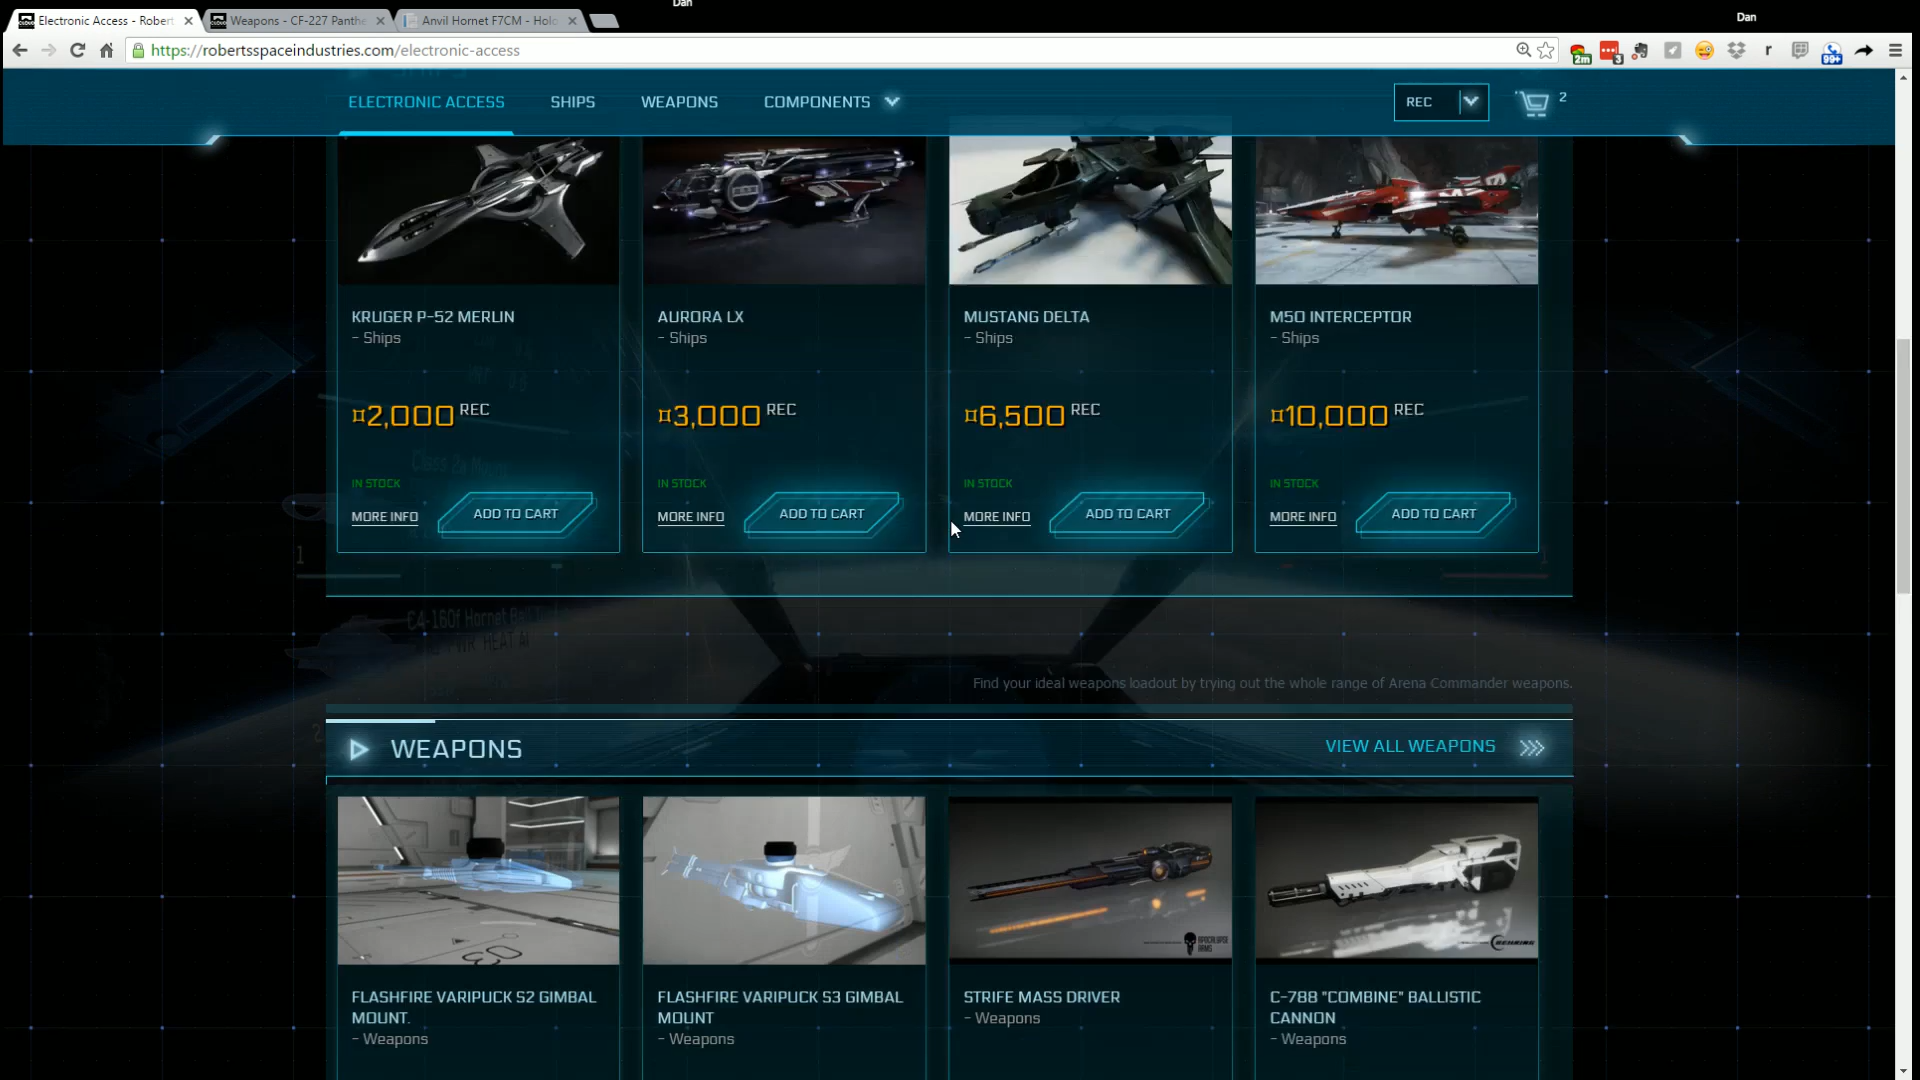 Dan
Electronic Access - Robert
Weapons - CF-227 Panthe
Anvil Hornet F7CM - Holo
Dan
https://robertsspaceindustries.com/electronic-access
2m
3
r
99+
ELECTRONIC ACCESS
SHIPS
WEAPONS
COMPONENTS
REC
2
KRUGER P-52 MERLIN
- Ships
¤2,000 REC
IN STOCK
MORE INFO
ADD TO CART
AURORA LX
- Ships
¤3,000 REC
IN STOCK
MORE INFO
ADD TO CART
MUSTANG DELTA
- Ships
¤6,500 REC
IN STOCK
MORE INFO
ADD TO CART
M50 INTERCEPTOR
- Ships
¤10,000 REC
IN STOCK
MORE INFO
ADD TO CART
Find your ideal weapons loadout by trying out the whole range of Arena Commander weapons.
WEAPONS
VIEW ALL WEAPONS
FLASHFIRE VARIPUCK S2 GIMBAL
MOUNT.
- Weapons
FLASHFIRE VARIPUCK S3 GIMBAL
MOUNT
- Weapons
APOCALYPSE
ARMS
STRIFE MASS DRIVER
- Weapons
BEHRING
C-788 "COMBINE" BALLISTIC
CANNON
- Weapons